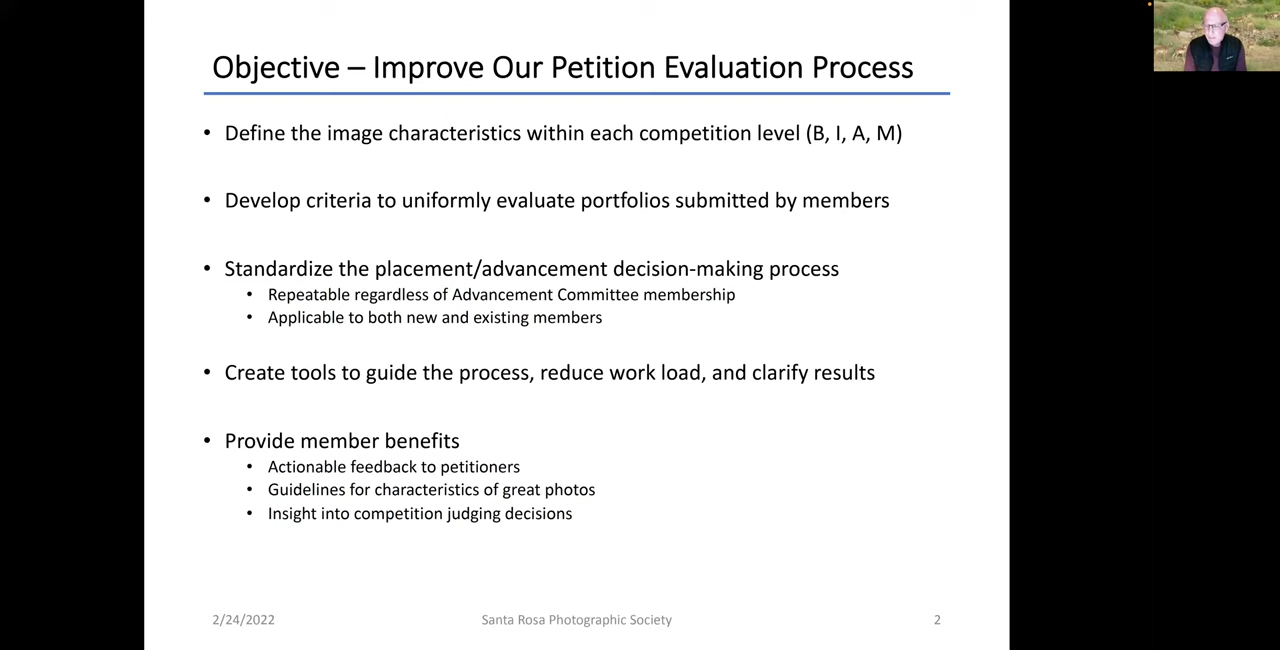 Objective – Improve Our Petition Evaluation Process
• Define the image characteristics within each competition level (B, I, A, M)
• Develop criteria to uniformly evaluate portfolios submitted by members
• Standardize the placement/advancement decision-making process
• Repeatable regardless of Advancement Committee membership
• Applicable to both new and existing members
• Create tools to guide the process, reduce work load, and clarify results
• Provide member benefits
• Actionable feedback to petitioners
• Guidelines for characteristics of great photos
• Insight into competition judging decisions
2/24/2022 Santa Rosa Photographic Society 2